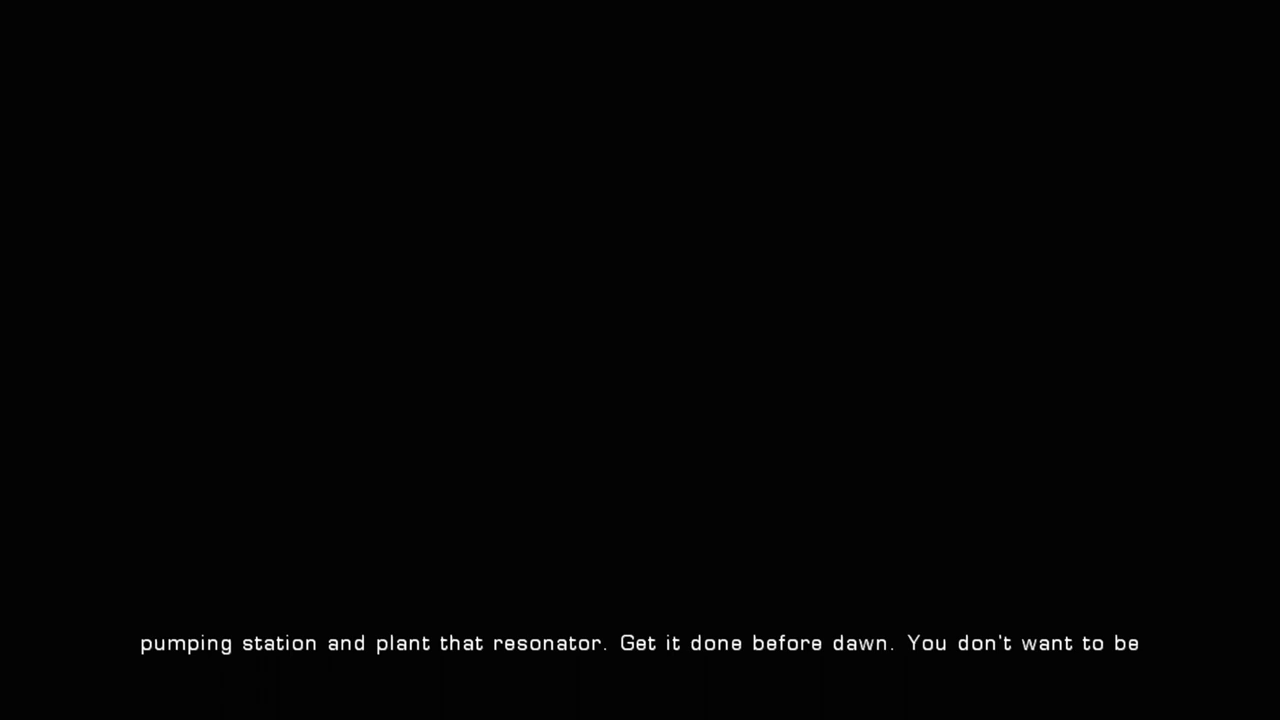 pumping station and plant that resonator. Get it done before dawn. You don't want to be